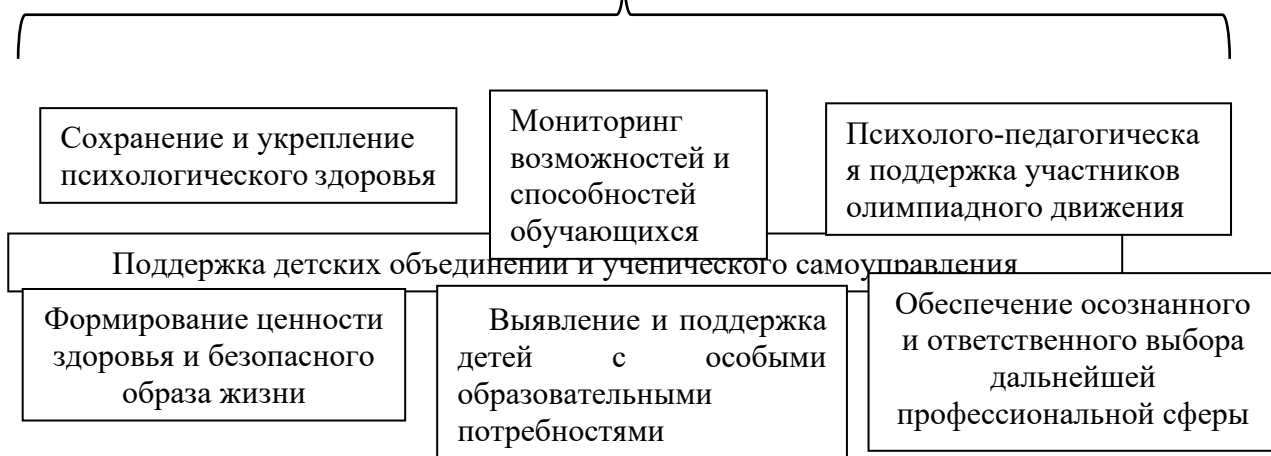 Сохранение и укрепление
психологического здоровья
Мониторинг
возможностей и
способностей
обучающихся
Психолого-педагогическа
я поддержка участников
олимпиадного движения
Поддержка детских объединений и ученического самоуправления
Формирование ценности
здоровья и безопасного
образа жизни
Выявление и поддержка
детей с особыми
образовательными
потребностями
Обеспечение осознанного
и ответственного выбора
дальнейшей
профессиональной сферы